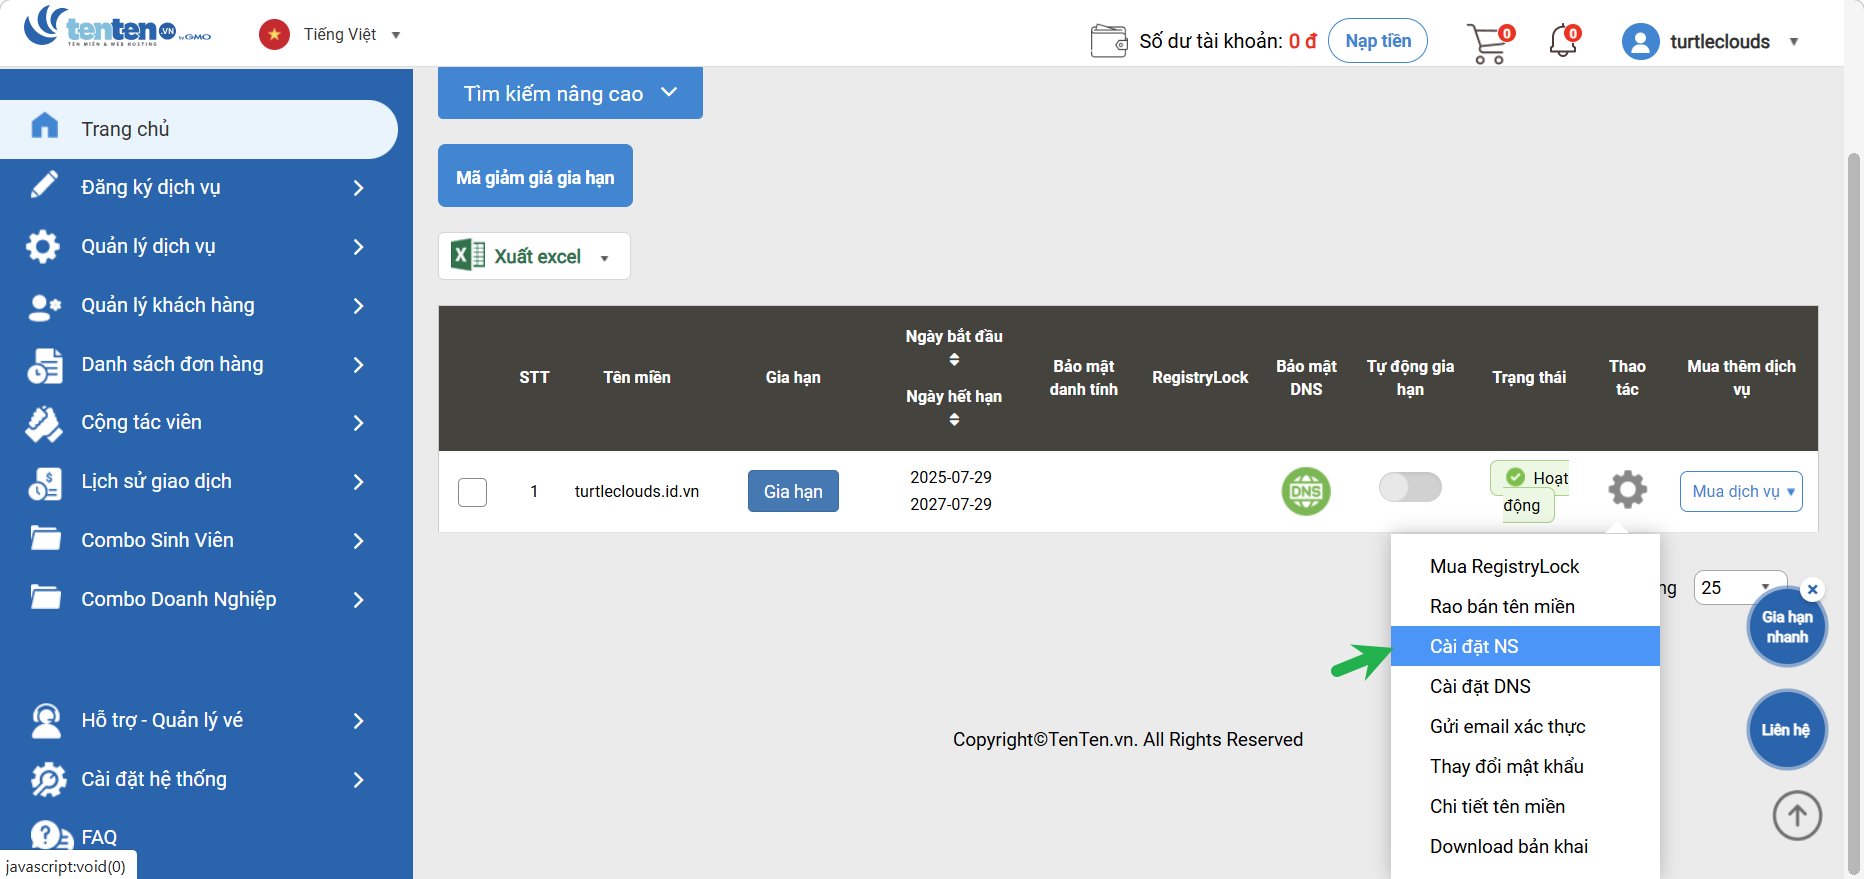 tenten.VN
TÊN MIỀN & WEB HOSTING
by GMO
Tiếng Việt
Số dư tài khoản: 0 đ
Nạp tiền
0
0
turtleclouds
Trang chủ
Đăng ký dịch vụ
Quản lý dịch vụ
Quản lý khách hàng
Danh sách đơn hàng
Cộng tác viên
Lịch sử giao dịch
Combo Sinh Viên
Combo Doanh Nghiệp
Hỗ trợ - Quản lý vé
Cài đặt hệ thống
FAQ
javascript:void(0)
Tìm kiếm nâng cao
Mã giảm giá gia hạn
Xuất excel
STT
Tên miền
Gia hạn
Ngày bắt đầu
Ngày hết hạn
Bảo mật
danh tính
RegistryLock
Bảo mật
DNS
Tự động gia
hạn
Trạng thái
Thao
tác
Mua thêm dịch
vụ
1
turtleclouds.id.vn
Gia hạn
2025-07-29
2027-07-29
DNS
Hoạt
động
Mua dịch vụ
Mua RegistryLock
Rao bán tên miền
Cài đặt NS
Cài đặt DNS
Gửi email xác thực
Thay đổi mật khẩu
Chi tiết tên miền
Download bản khai
ng
25
Gia hạn
nhanh
Liên hệ
Copyright©TenTen.vn. All Rights Reserved